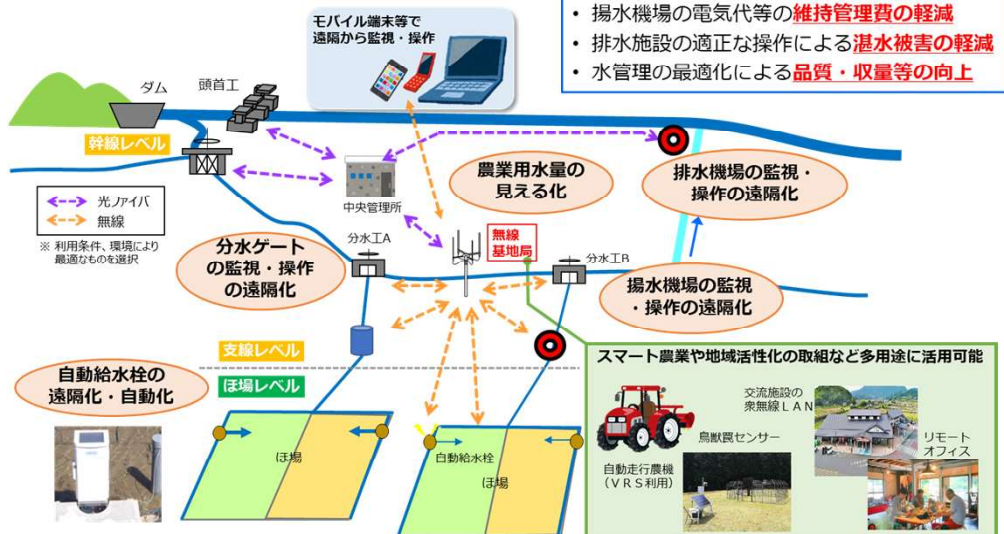 モバイル端末等で
遠隔から監視・操作
• 揚水機場の電気代等の維持管理費の軽減
• 排水施設の適正な操作による湛水被害の軽減
• 水管理の最適化による品質・収量等の向上
ダム
頭首工
幹線レベル
中央管理所
農業用水量の
見える化
排水機場の監視・
操作の遠隔化
光ファイバ
無線
※ 利用条件、環境により
最適なものを選択
分水ゲート
の監視・操作
の遠隔化
分水工A
無線
基地局
分水工B
揚水機場の監視
・操作の遠隔化
支線レベル
ほ場レベル
自動給水栓の
遠隔化・自動化
ほ場
自動給水栓
ほ場
スマート農業や地域活性化の取組など多用途に活用可能
交流施設の
衆無線LAN
鳥獣罠センサー
リモート
オフィス
自動走行農機
(VRS利用)